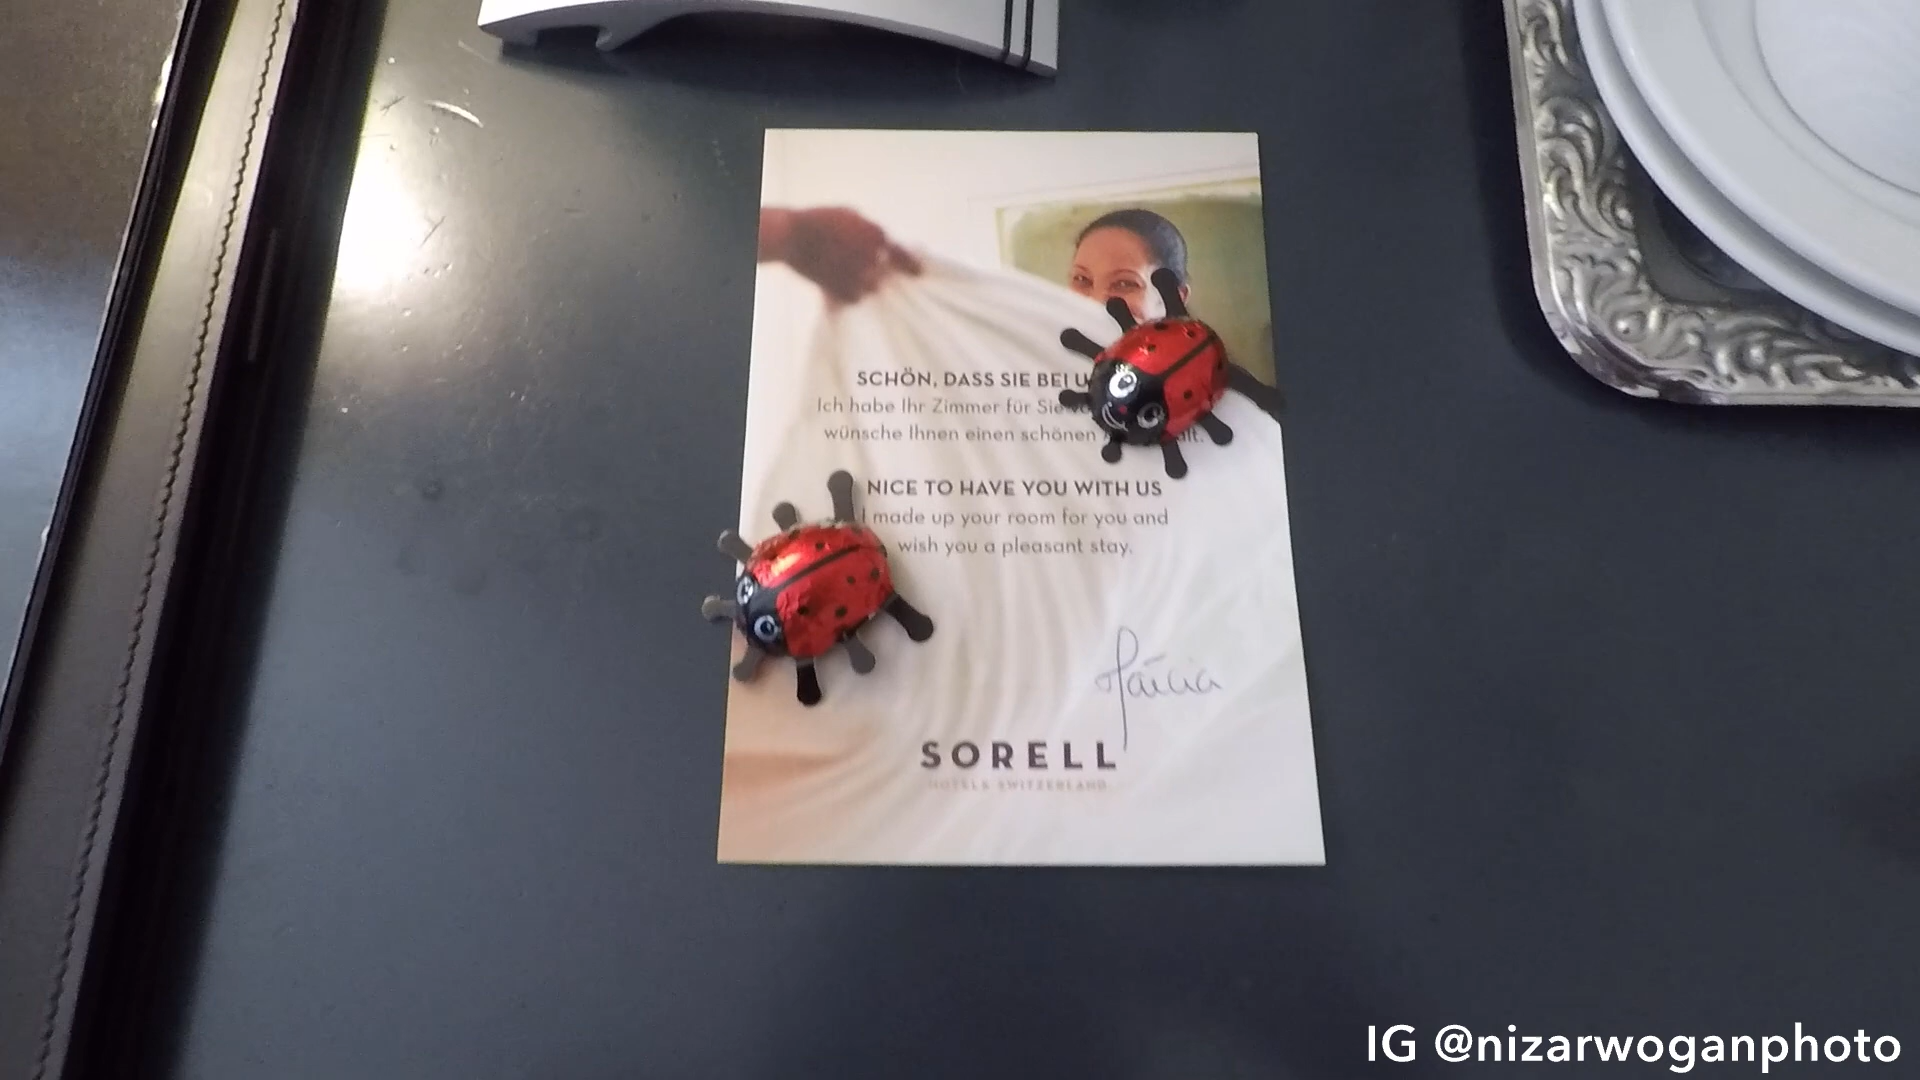 SCHÖN, DASS SIE BEI
Ich habe Ihr Zimmer für Sie
wünsche Ihnen einen schönen
NICE TO HAVE YOU WITH US
I made up your room for you and
wish you a pleasant stay.
SORELL
HOTELS SWITZERLAND
IG @nizarwoganphoto